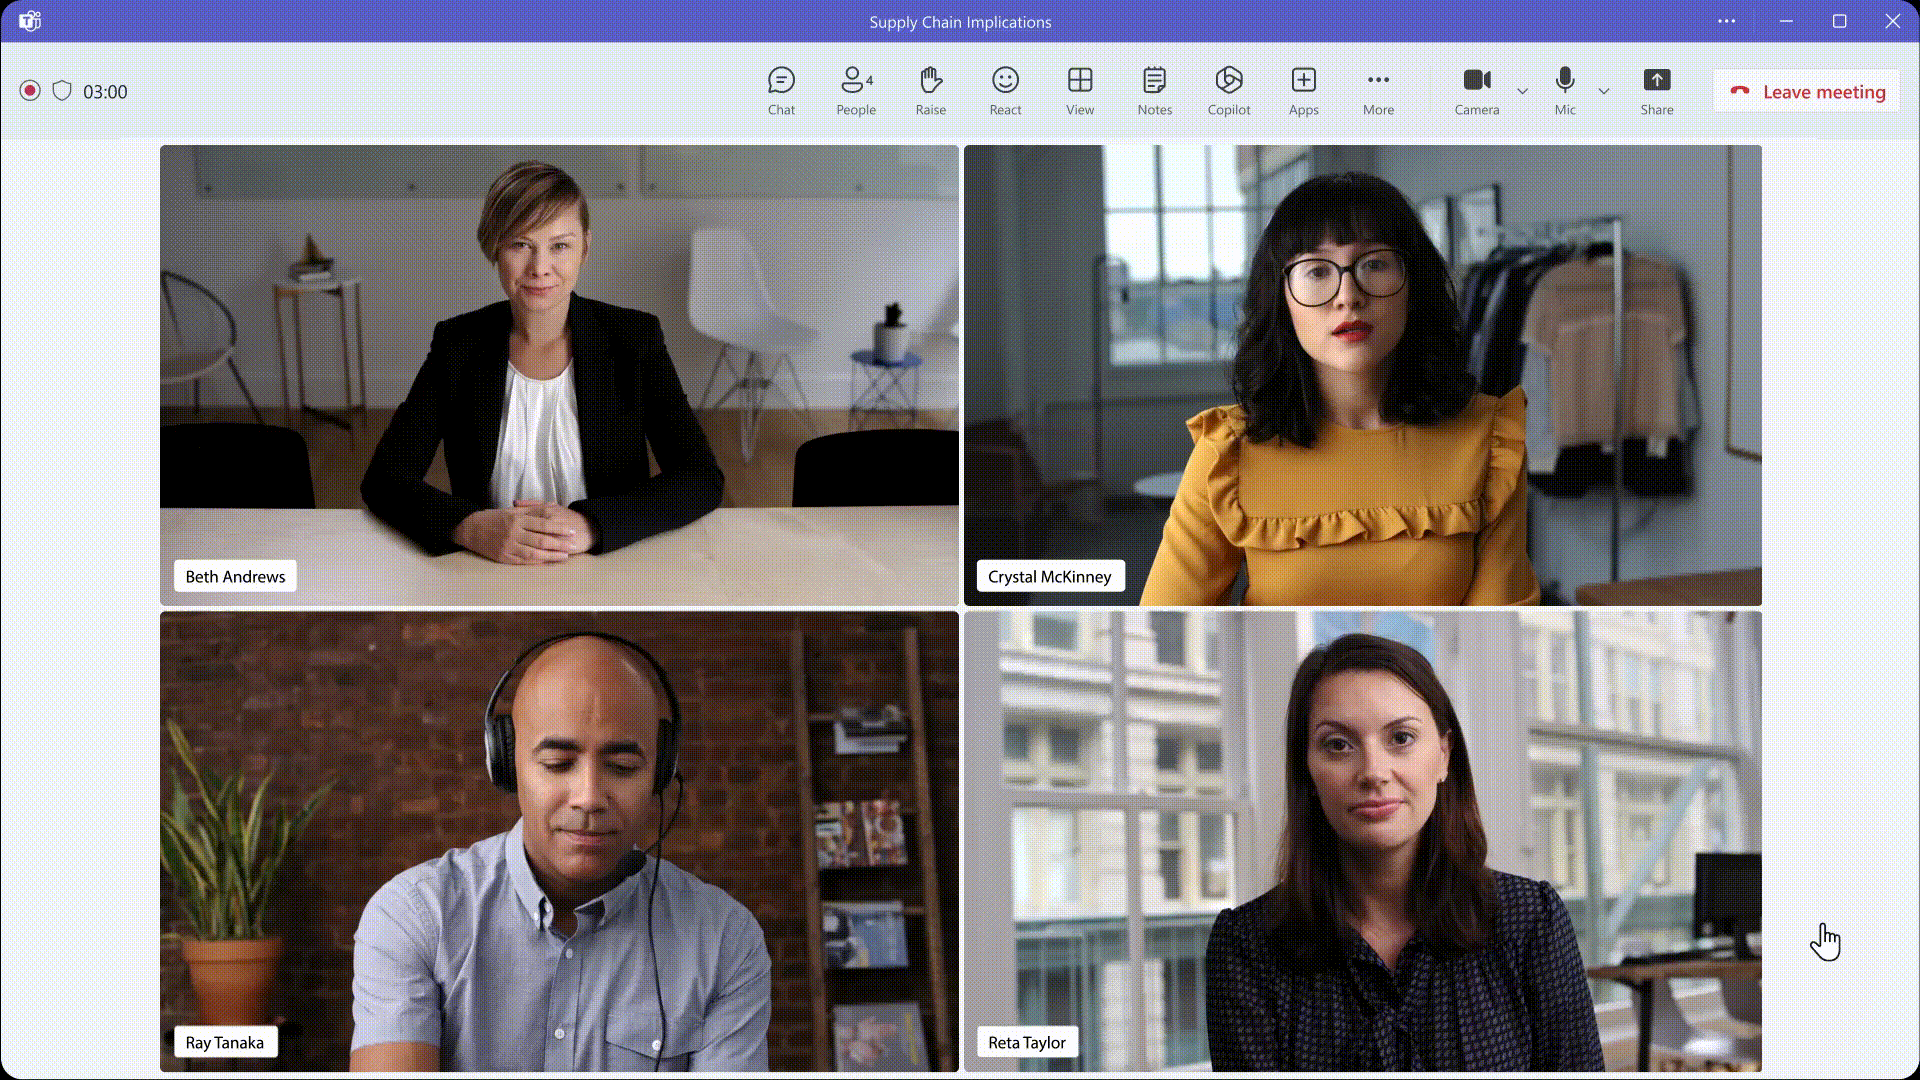 Supply Chain Implications
03:00
Chat
People
4
Raise
React
View
Notes
Copilot
Apps
More
Camera
Mic
Share
Leave meeting
Beth Andrews
Crystal McKinney
Ray Tanaka
Reta Taylor